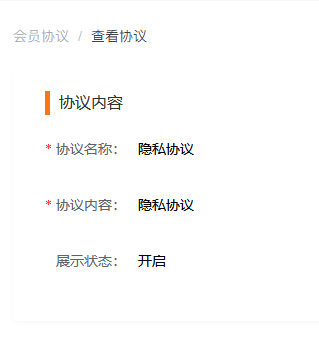 会员协议 / 查看协议
协议内容
* 协议名称： 隐私协议
* 协议内容： 隐私协议
展示状态： 开启